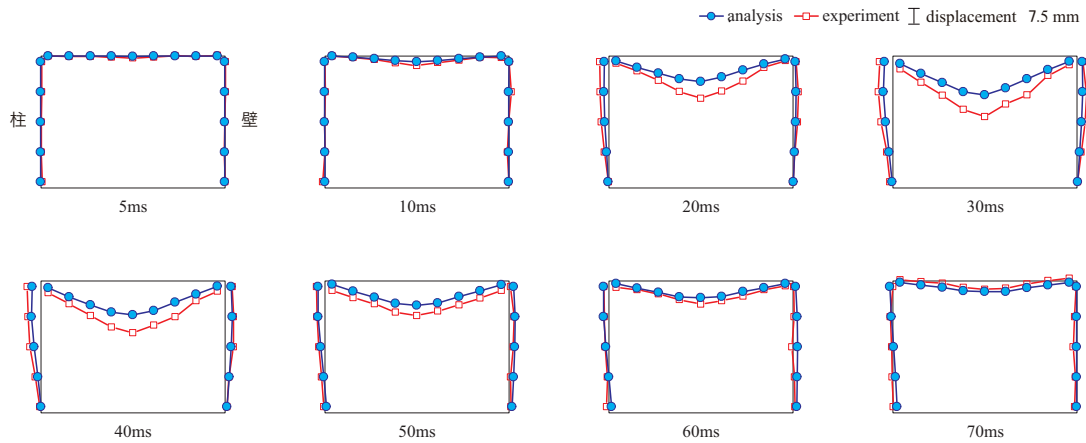 analysis experiment displacement 7.5 mm
柱 壁
5ms 10ms 20ms 30ms
40ms 50ms 60ms 70ms